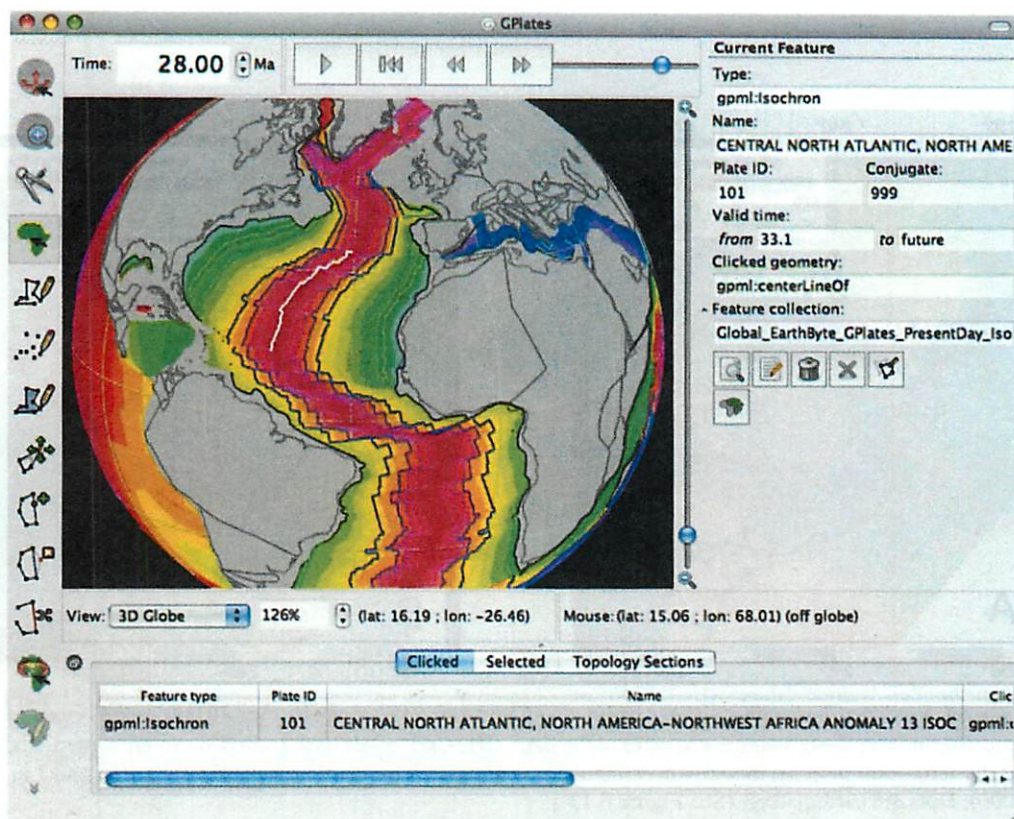 GPlates
Time: 28.00 Ma
Current Feature
Type:
gpml:Isochron
Name:
CENTRAL NORTH ATLANTIC, NORTH AME
Plate ID: Conjugate:
101 999
Valid time:
from 33.1 to future
Clicked geometry:
gpml:centerLineOf
Feature collection:
Global_EarthByte_GPlates_PresentDay_Iso
View: 3D Globe 126% (lat: 16.19 ; lon: -26.46) Mouse: (lat: 15.06 ; lon: 68.01) (off globe)
Clicked Selected Topology Sections
Feature type Plate ID Name Clic
gpml:Isochron 101 CENTRAL NORTH ATLANTIC, NORTH AMERICA-NORTHWEST AFRICA ANOMALY 13 ISOC gpml:c